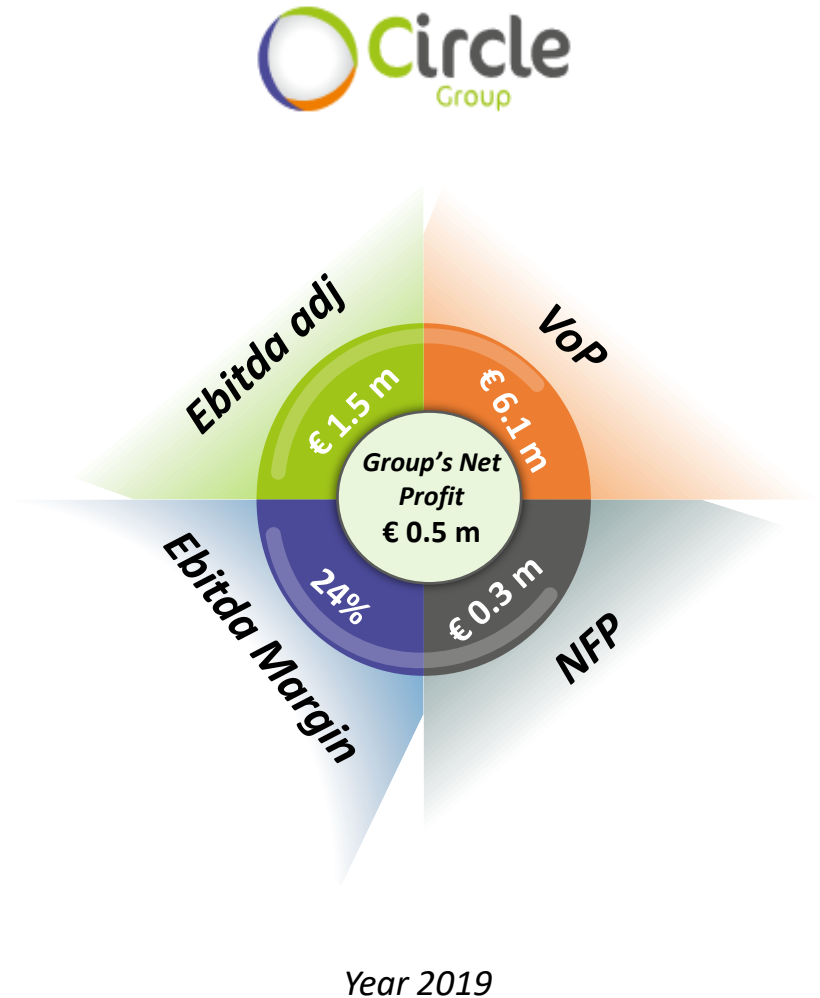 Circle
Group
Ebitda adj
VoP
€ 1.5 m
€ 6.1 m
Group's Net
Profit
€ 0.5 m
24%
€ 0.3 m
Ebitda Margin
NFP
Year 2019